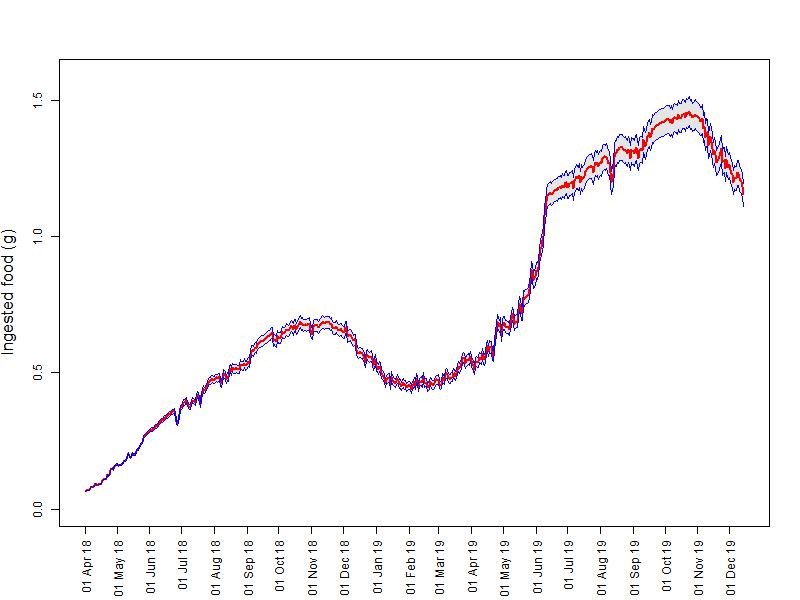 Ingested food (g)
1.5
1.0
0.5
0.0
01 Apr 18
01 May 18
01 Jun 18
01 Jul 18
01 Aug 18
01 Sep 18
01 Oct 18
01 Nov 18
01 Dec 18
01 Jan 19
01 Feb 19
01 Mar 19
01 Apr 19
01 May 19
01 Jun 19
01 Jul 19
01 Aug 19
01 Sep 19
01 Oct 19
01 Nov 19
01 Dec 19